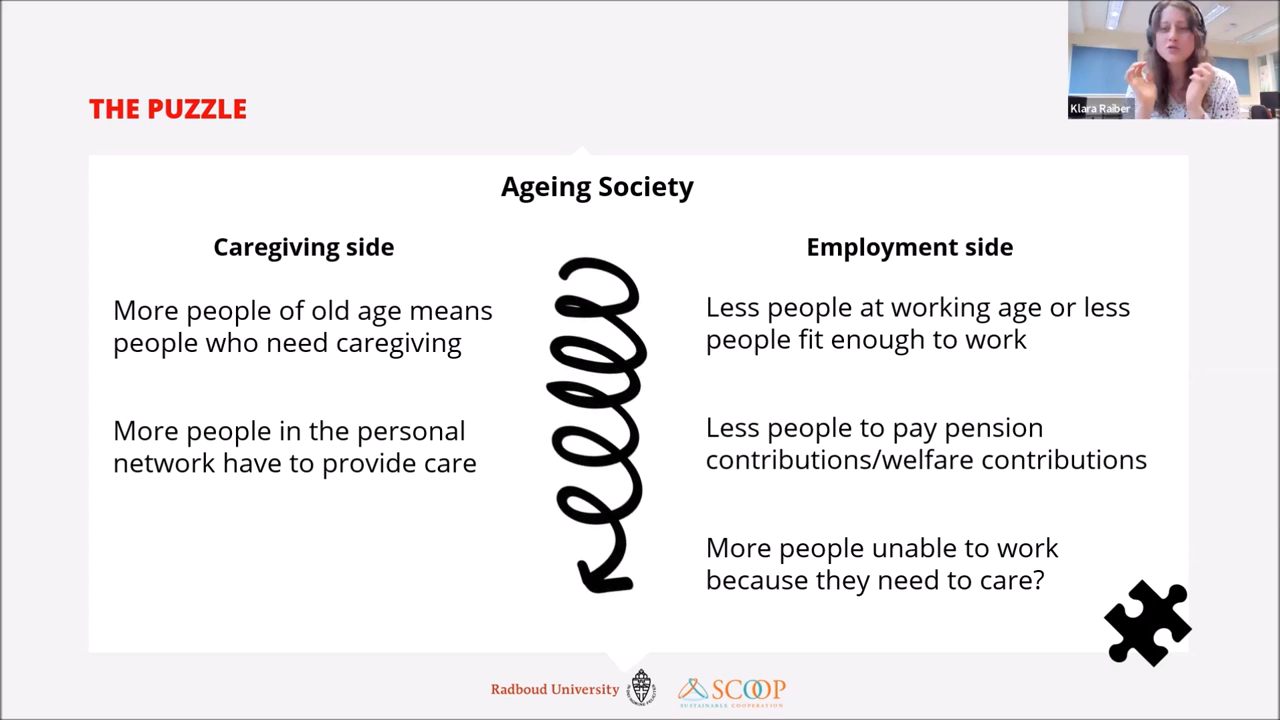 Klara Raiber
THE PUZZLE
Ageing Society
Caregiving side
More people of old age means
people who need caregiving
More people in the personal
network have to provide care
Employment side
Less people at working age or less
people fit enough to work
Less people to pay pension
contributions/welfare contributions
More people unable to work
because they need to care?
Radboud University
SCOOP
SUSTAINABLE COOPERATION